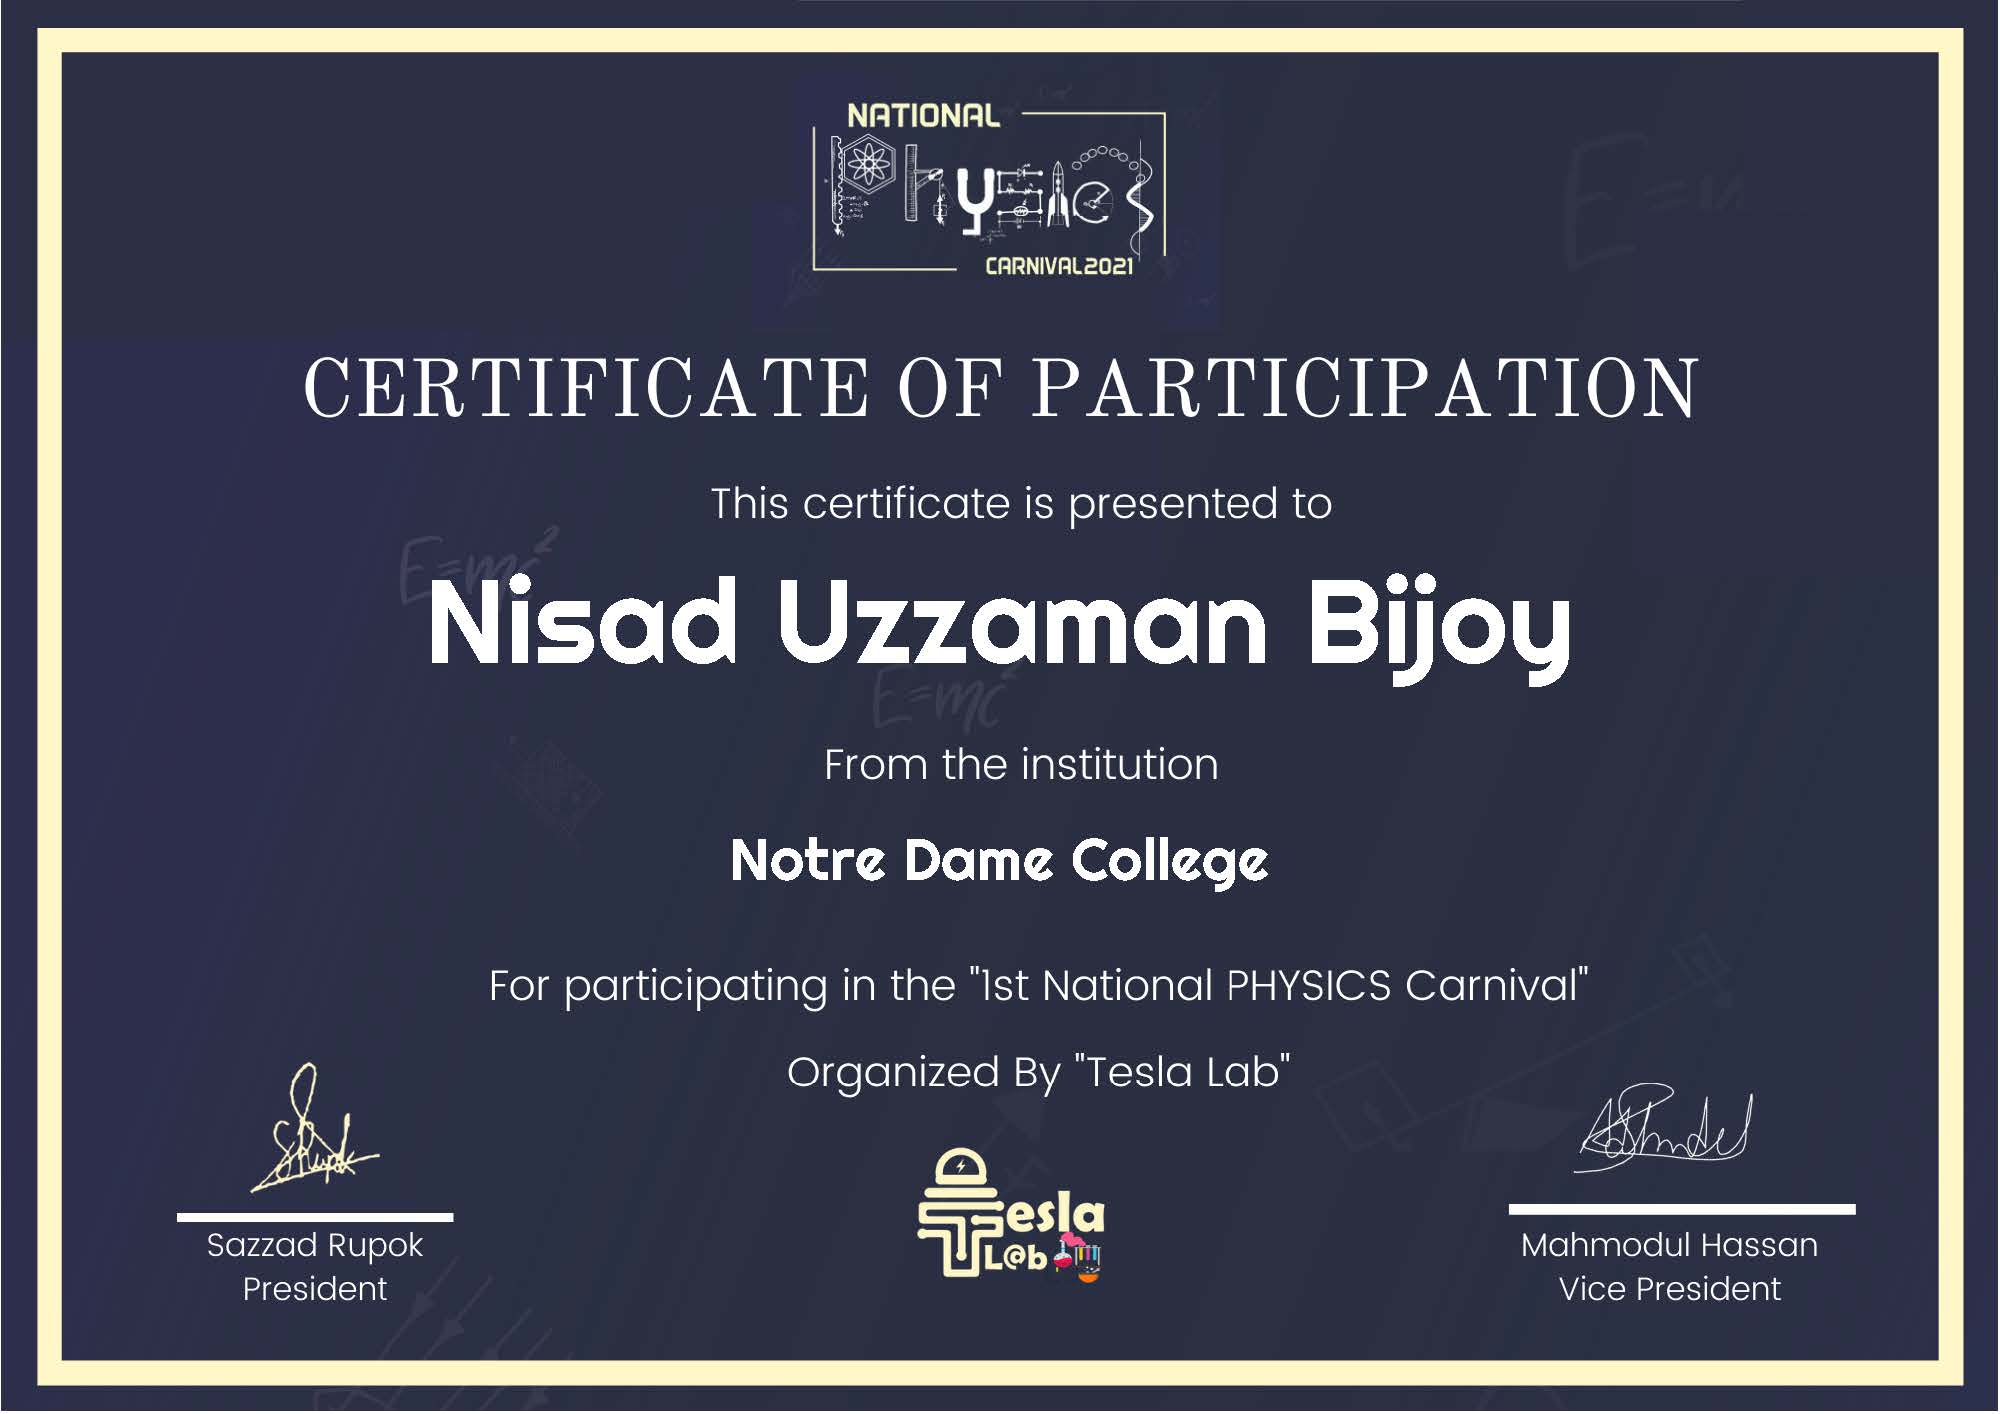 NATIONAL
Physics
CARNIVAL2021
CERTIFICATE OF PARTICIPATION
This certificate is presented to
E=mc²
Nisad Uzzaman Bijoy
E=mc²
From the institution
Notre Dame College
For participating in the "1st National PHYSICS Carnival"
Organized By "Tesla Lab"
Tesla
L@b
Sazzad Rupok
President
Mahmodul Hassan
Vice President